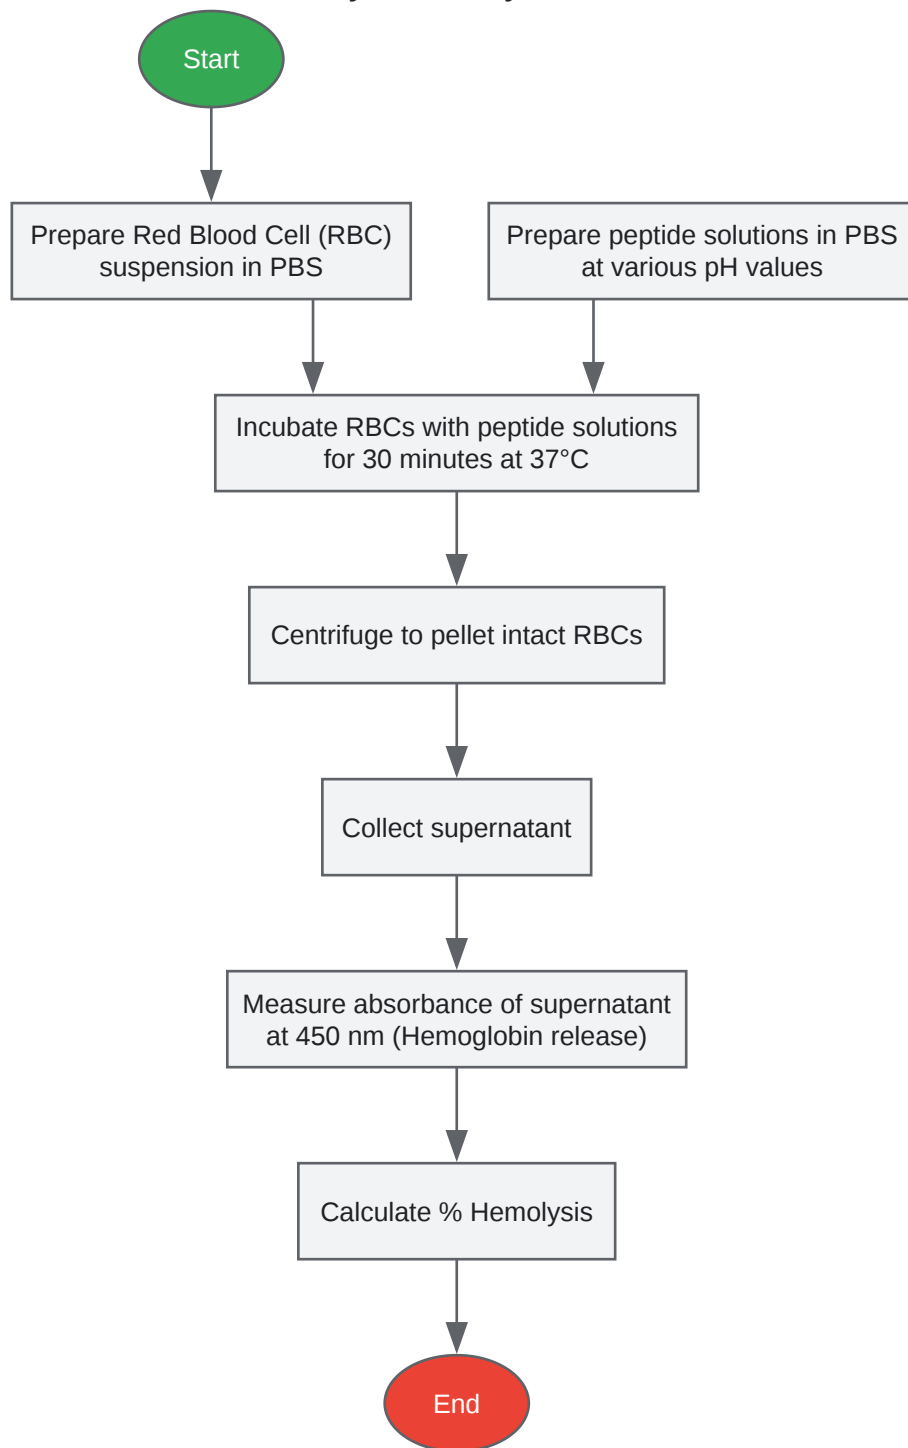 Start
Prepare Red Blood Cell (RBC)
suspension in PBS
Prepare peptide solutions in PBS
at various pH values
Incubate RBCs with peptide solutions
for 30 minutes at 37°C
Centrifuge to pellet intact RBCs
Collect supernatant
Measure absorbance of supernatant
at 450 nm (Hemoglobin release)
Calculate % Hemolysis
End